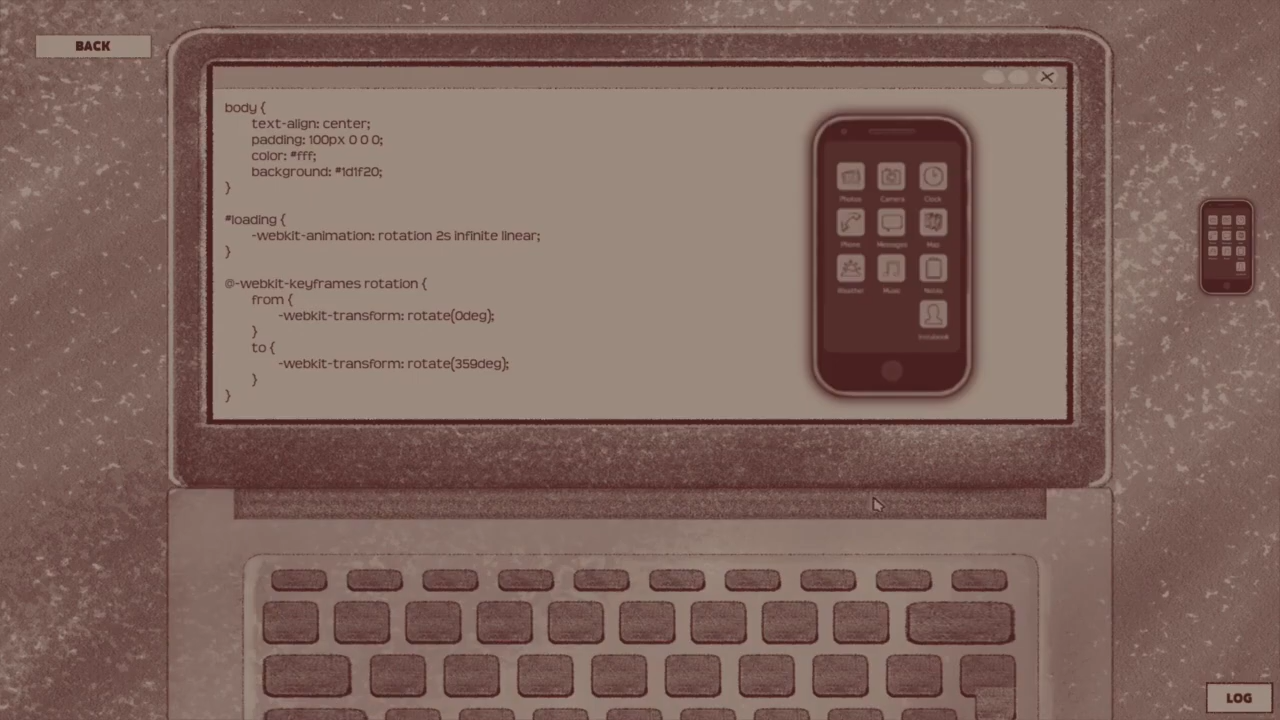 BACK
body {
text-align: center;
padding: 100px 0 0 0;
color: #fff;
background: #1d1f20;
}
#loading {
-webkit-animation: rotation 2s infinite linear;
}
@-webkit-keyframes rotation {
from {
-webkit-transform: rotate(0deg);
}
to {
-webkit-transform: rotate(359deg);
}
}
Photos Camera Clock
Phone Messages Map
Weather Music Notes
LOG